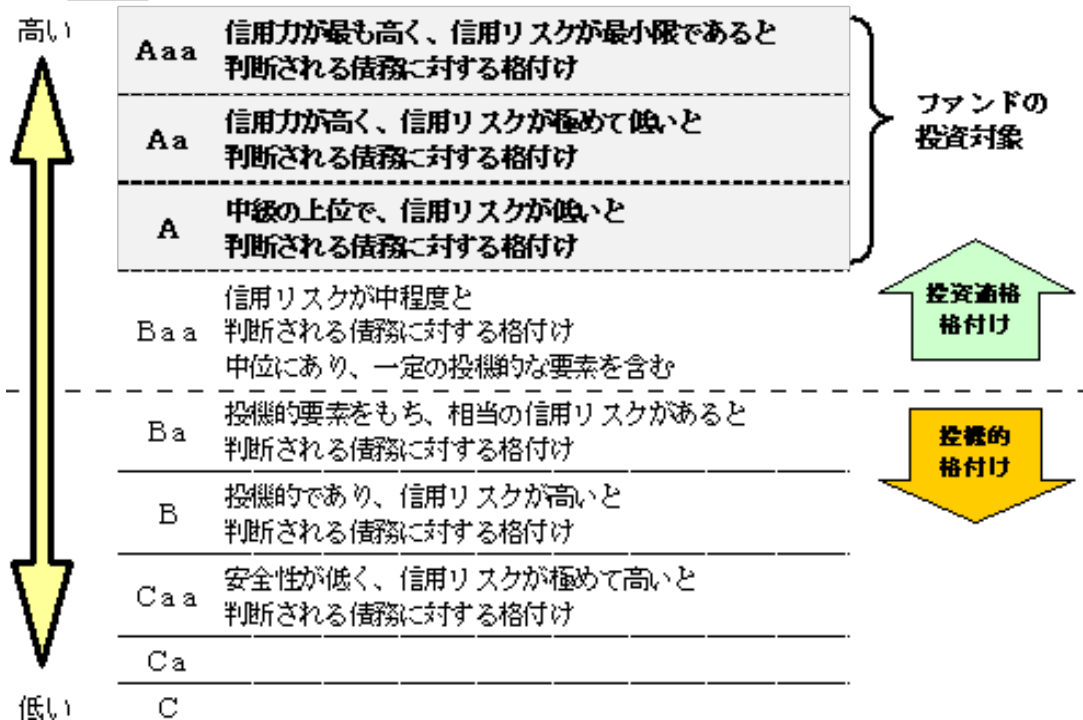 高い
Aaa
信用力が最も高く、信用リスクが最小限であると
判断される債務に対する格付け
Aa
信用力が高く、信用リスクが極めて低いと
判断される債務に対する格付け
A
中級の上位で、信用リスクが低いと
判断される債務に対する格付け
ファンドの
投資対象
Baa
信用リスクが中程度と
判断される債務に対する格付け
中位にあり、一定の投機的な要素を含む
投資適格
格付け
Ba
投機的要素をもち、相当の信用リスクがあると
判断される債務に対する格付け
投機的
格付け
B
投機的であり、信用リスクが高いと
判断される債務に対する格付け
Caa
安全性が低く、信用リスクが極めて高いと
判断される債務に対する格付け
Ca
低い
C